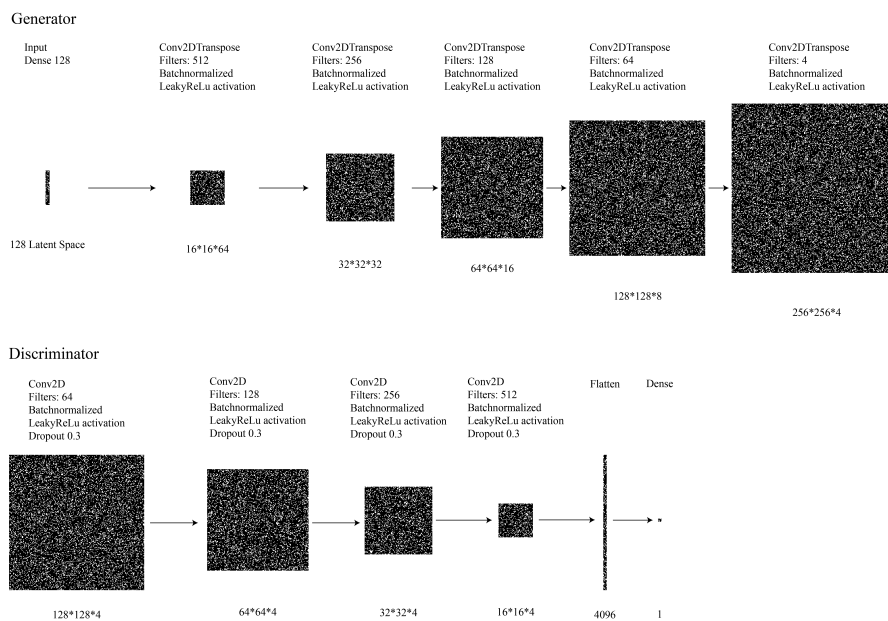 Generator
Input
Dense 128
Conv2DTranspose
Filters: 512
Batchnormalized
LeakyReLu activation
Conv2DTranspose
Filters: 256
Batchnormalized
LeakyReLu activation
Conv2DTranspose
Filters: 128
Batchnormalized
LeakyReLu activation
Conv2DTranspose
Filters: 64
Batchnormalized
LeakyReLu activation
Conv2DTranspose
Filters: 4
Batchnormalized
LeakyReLu activation
128 Latent Space
16*16*64
32*32*32
64*64*16
128*128*8
256*256*4
Discriminator
Conv2D
Filters: 64
Batchnormalized
LeakyReLu activation
Dropout 0.3
Conv2D
Filters: 128
Batchnormalized
LeakyReLu activation
Dropout 0.3
Conv2D
Filters: 256
Batchnormalized
LeakyReLu activation
Dropout 0.3
Conv2D
Filters: 512
Batchnormalized
LeakyReLu activation
Dropout 0.3
Flatten
Dense
128*128*4
64*64*4
32*32*4
16*16*4
4096
1